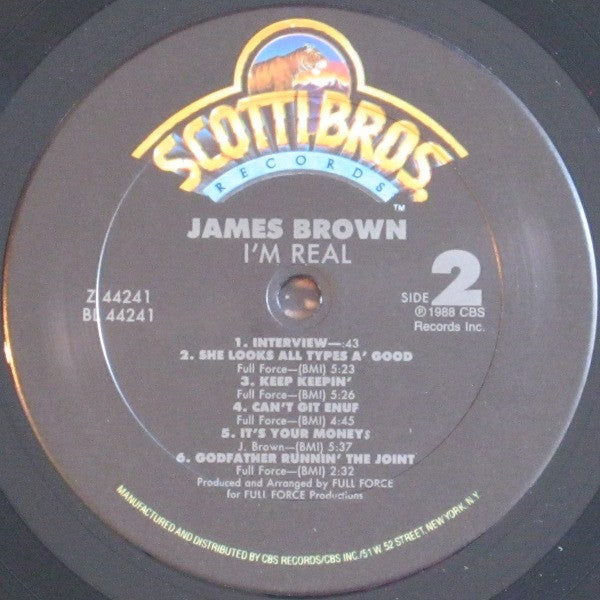 SCOTTI BROS.
RECORDS
™
JAMES BROWN
I'M REAL
Z 44241
BL 44241
SIDE 2
℗ 1988 CBS
Records Inc.
1. INTERVIEW—:43
2. SHE LOOKS ALL TYPES A' GOOD
Full Force—(BMI) 5:23
3. KEEP KEEPIN'
Full Force—(BMI) 5:26
4. CAN'T GIT ENUF
Full Force—(BMI) 4:45
5. IT'S YOUR MONEY$
J. Brown—(BMI) 5:37
6. GODFATHER RUNNIN' THE JOINT
Full Force—(BMI) 2:32
Produced and Arranged by FULL FORCE
for FULL FORCE Productions
MANUFACTURED AND DISTRIBUTED BY CBS RECORDS/CBS INC./51 W 52 STREET, NEW YORK, N.Y.